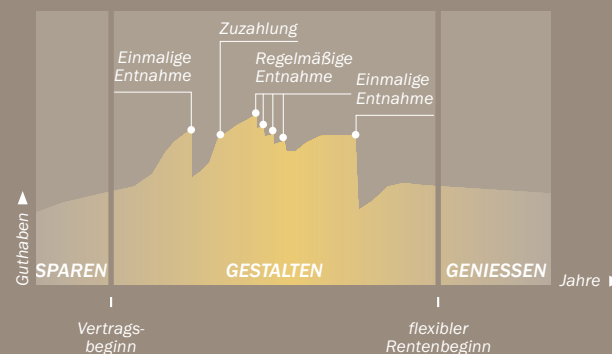 Zuzahlung
Einmalige
Entnahme
Regelmäßige
Entnahme
Einmalige
Entnahme
Guthaben
SPAREN
GESTALTEN
GENIESSEN
Jahre
Vertrags-
beginn
flexibler
Rentenbeginn